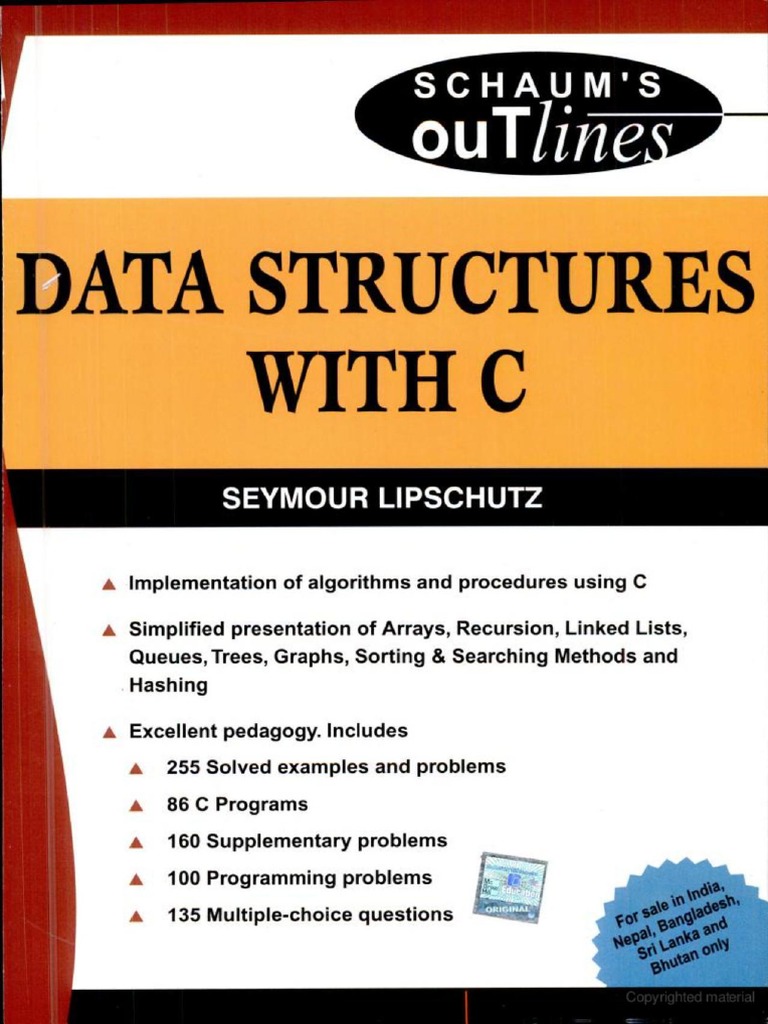 SCHAUM'S
ouTlines
DATA STRUCTURES
WITH C
SEYMOUR LIPSCHUTZ
Implementation of algorithms and procedures using C
Simplified presentation of Arrays, Recursion, Linked Lists,
Queues, Trees, Graphs, Sorting & Searching Methods and
Hashing
Excellent pedagogy. Includes
255 Solved examples and problems
86 C Programs
160 Supplementary problems
100 Programming problems
135 Multiple-choice questions
ORIGINAL
For sale in India,
Nepal, Bangladesh,
Sri Lanka and
Bhutan only
Copyrighted material